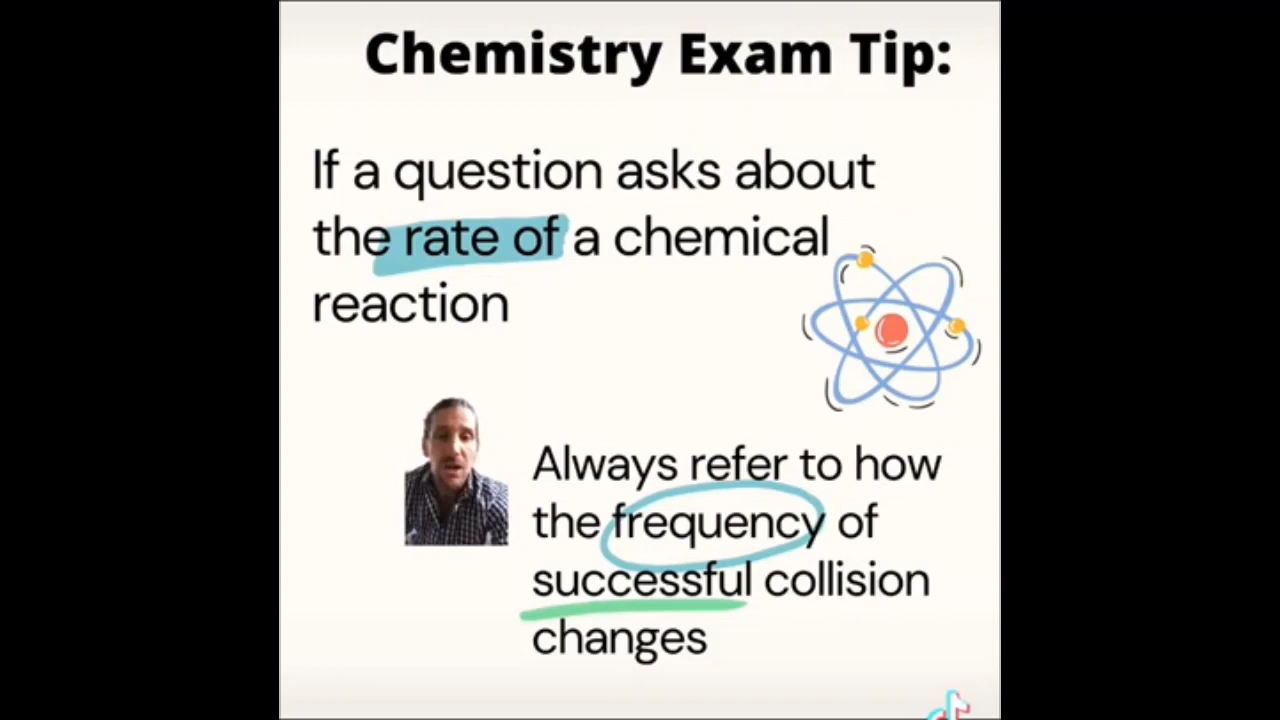 Chemistry Exam Tip:
If a question asks about
the rate of a chemical
reaction
Always refer to how
the frequency of
successful collision
changes